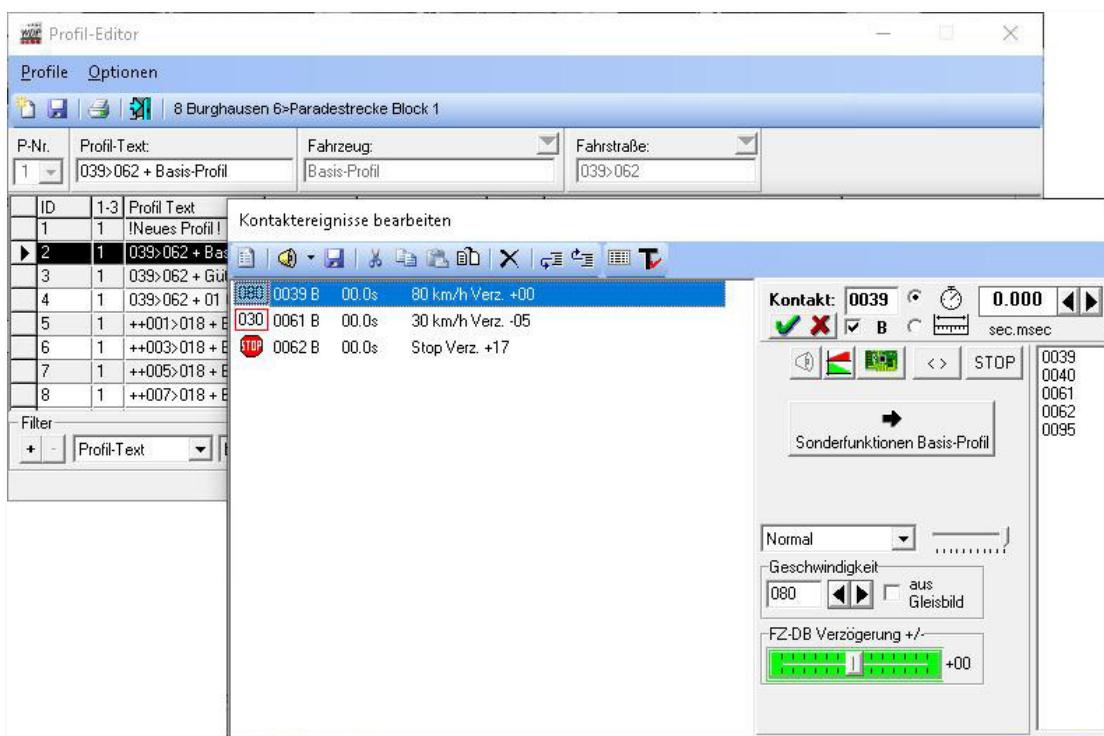 Profil-Editor
Profile Optionen
8 Burghausen 6>Paradestrecke Block 1
P-Nr. Profil-Text: Fahrzeug: Fahrstraße:
1 039>062 + Basis-Profil Basis-Profil 039>062
ID 1-3 Profil Text
1 1 !Neues Profil !
2 1 039>062 + Bas
3 1 039>062 + Gü
4 1 039>062 + 01
5 1 ++001>018 + B
6 1 ++003>018 + B
7 1 ++005>018 + B
8 1 ++007>018 + B
Filter
+ - Profil-Text
Kontaktereignisse bearbeiten
080 0039 B 00.0s 80 km/h Verz. +00
030 0061 B 00.0s 30 km/h Verz. -05
STOP 0062 B 00.0s Stop Verz. +17
Kontakt: 0039 0.000
B sec.msec
< > STOP
0039
0040
0061
0062
0095
Sonderfunktionen Basis-Profil
Normal
Geschwindigkeit
080 aus Gleisbild
FZ-DB Verzögerung +/-
+00